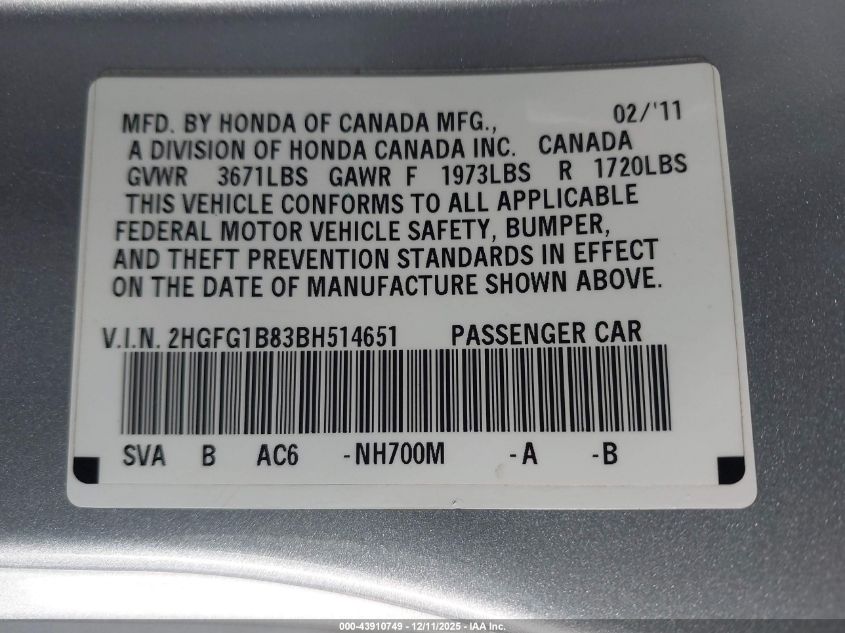 MFD. BY HONDA OF CANADA MFG., 02/'11
A DIVISION OF HONDA CANADA INC. CANADA
GVWR 3671LBS GAWR F 1973LBS R 1720LBS
THIS VEHICLE CONFORMS TO ALL APPLICABLE
FEDERAL MOTOR VEHICLE SAFETY, BUMPER,
AND THEFT PREVENTION STANDARDS IN EFFECT
ON THE DATE OF MANUFACTURE SHOWN ABOVE.
V.I.N. 2HGFG1B83BH514651 PASSENGER CAR
SVA B AC6 -NH700M -A -B
000-43910749 - 12/11/2025 - IAA Inc.